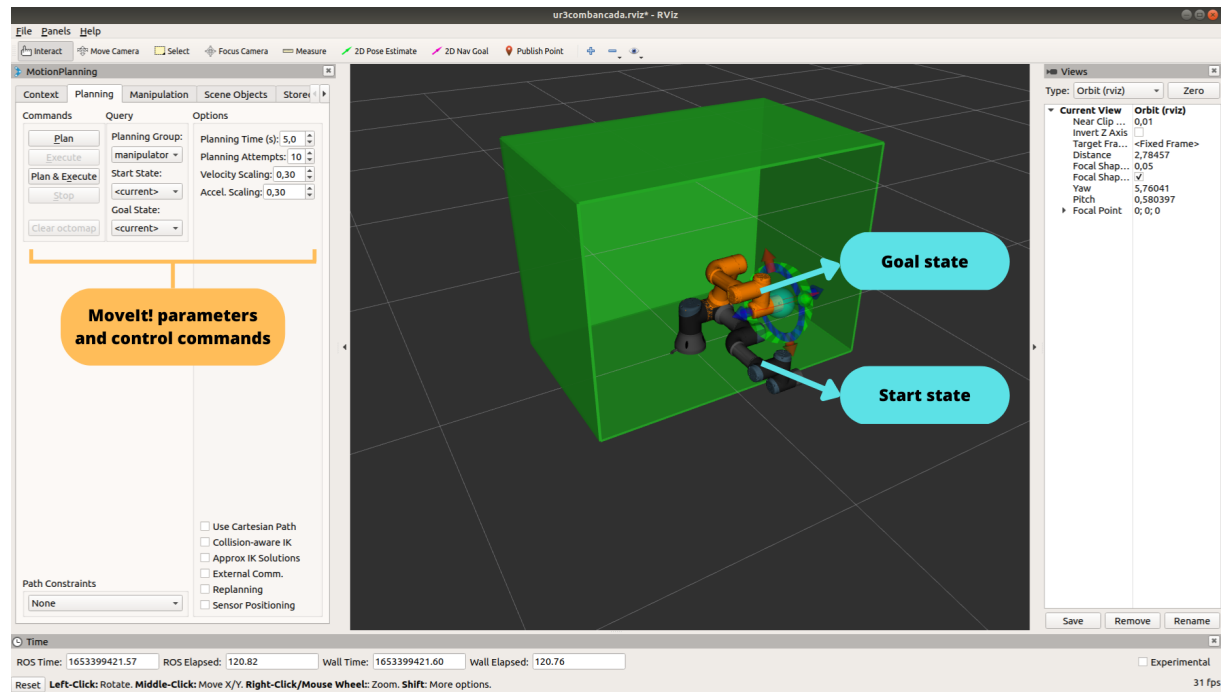 ur3combancada.rviz* - RViz
File Panels Help
Interact Move Camera Select Focus Camera Measure 2D Pose Estimate 2D Nav Goal Publish Point
MotionPlanning
Context Planning Manipulation Scene Objects Stored
Commands Query Options
Plan
Execute
Plan & Execute
Stop
Clear octomap
Planning Group:
manipulator
Start State:
<current>
Goal State:
<current>
Planning Time (s): 5,0
Planning Attempts: 10
Velocity Scaling: 0,30
Accel. Scaling: 0,30
MoveIt! parameters
and control commands
Use Cartesian Path
Collision-aware IK
Approx IK Solutions
External Comm.
Replanning
Sensor Positioning
Path Constraints
None
Goal state
Start state
Views
Type: Orbit (rviz) Zero
Current View Orbit (rviz)
Near Clip ... 0,01
Invert Z Axis
Target Fra... <Fixed Frame>
Distance 2,78457
Focal Shap... 0,05
Focal Shap...
Yaw 5,76041
Pitch 0,580397
Focal Point 0; 0; 0
Save Remove Rename
Time
ROS Time: 1653399421.57 ROS Elapsed: 120.82 Wall Time: 1653399421.60 Wall Elapsed: 120.76 Experimental
Reset Left-Click: Rotate. Middle-Click: Move X/Y. Right-Click/Mouse Wheel:: Zoom. Shift: More options. 31 fps